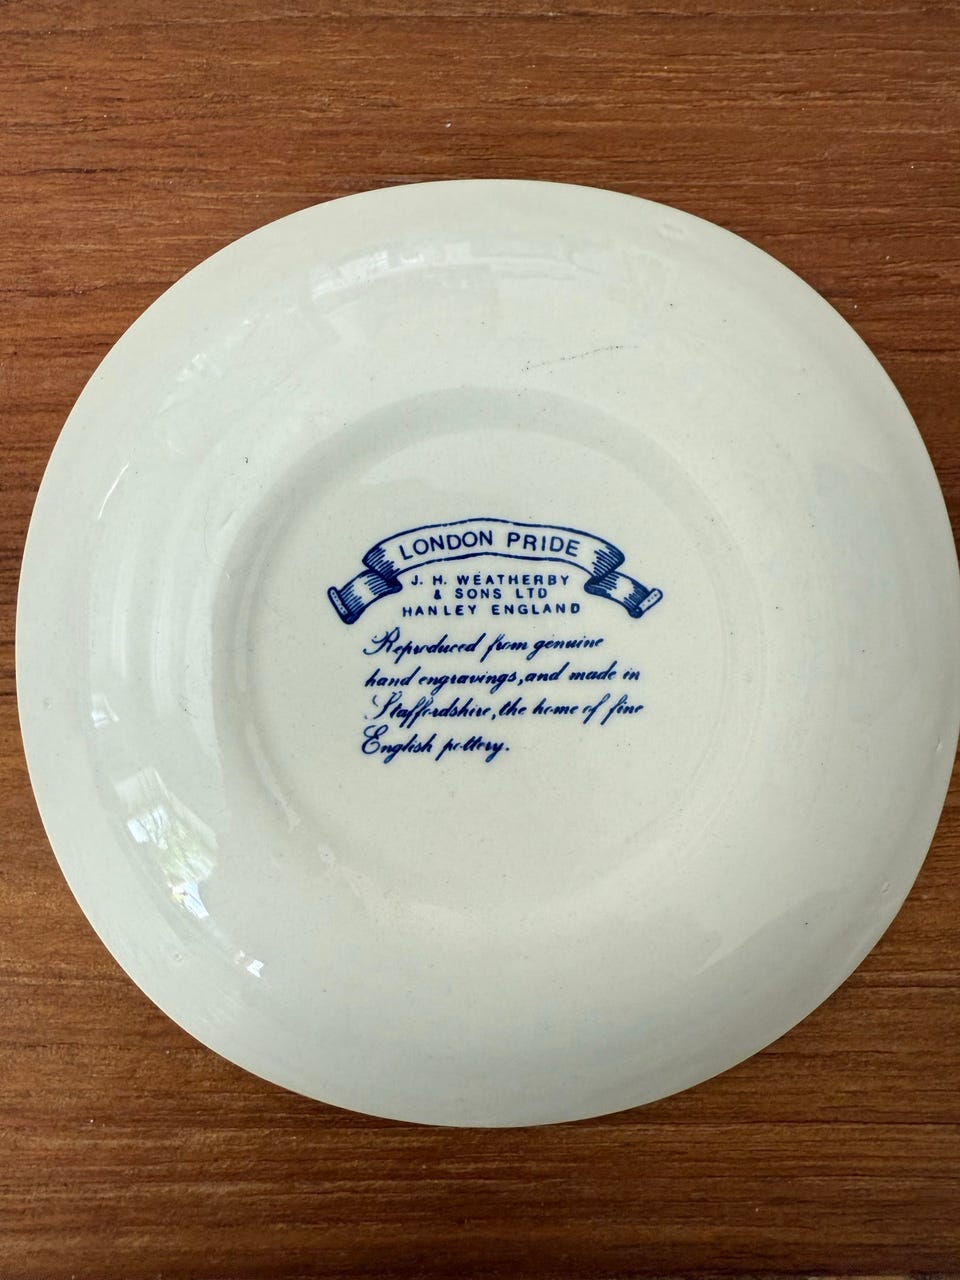 LONDON PRIDE
J. H. WEATHERBY
& SONS LTD
HANLEY ENGLAND
Reproduced from genuine
hand engravings, and made in
Staffordshire, the home of fine
English pottery.